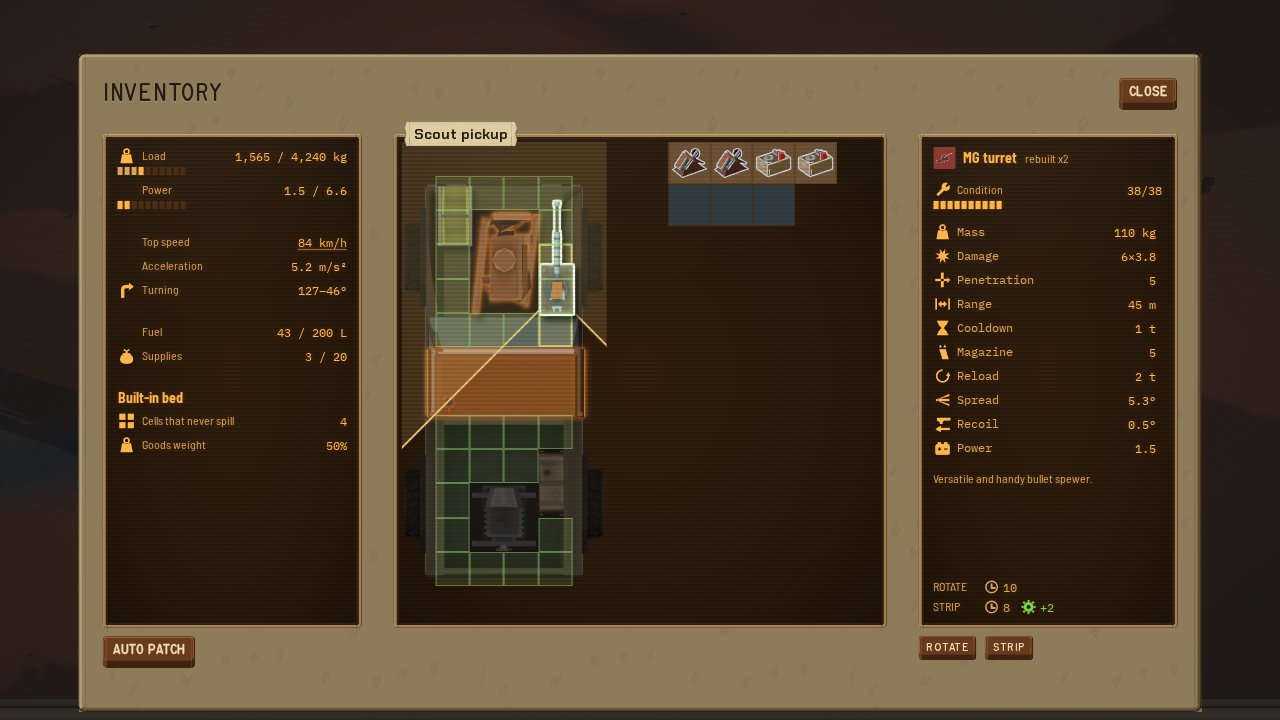 INVENTORY
CLOSE
Scout pickup
Load 1,565 / 4,240 kg
Power 1.5 / 6.6
Top speed 84 km/h
Acceleration 5.2 m/s²
Turning 127–46°
Fuel 43 / 200 L
Supplies 3 / 20
Built-in bed
Cells that never spill 4
Goods weight 50%
AUTO PATCH
MG turret rebuilt x2
Condition 38/38
Mass 110 kg
Damage 6×3.8
Penetration 5
Range 45 m
Cooldown 1 t
Magazine 5
Reload 2 t
Spread 5.3°
Recoil 0.5°
Power 1.5
Versatile and handy bullet spewer.
ROTATE 10
STRIP 8 +2
ROTATE STRIP